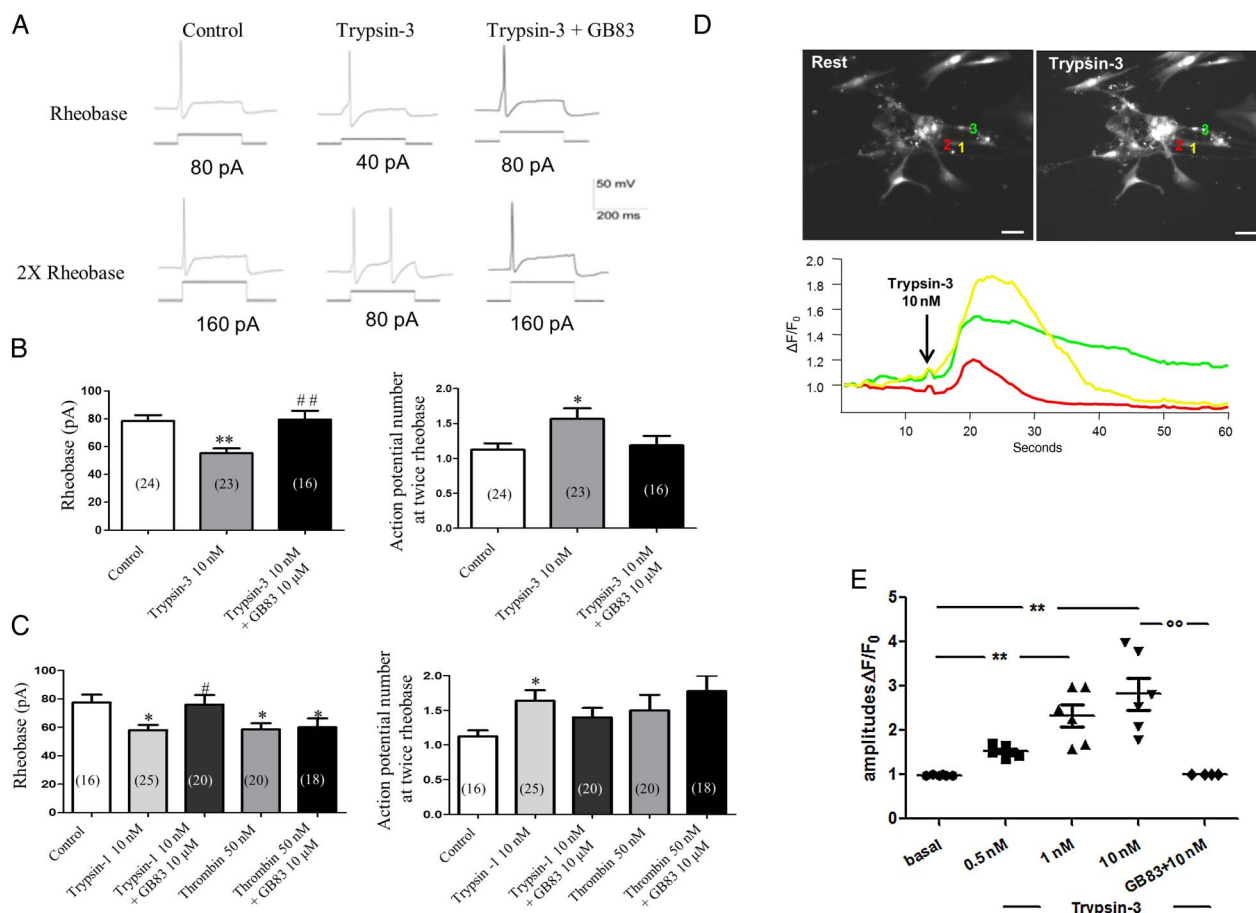 A
Control
Trypsin-3
Trypsin-3 + GB83
Rheobase
80 pA
40 pA
80 pA
50 mV
200 ms
2X Rheobase
160 pA
80 pA
160 pA
B
Rheobase (pA)
100
80
60
40
20
0
**
##
(24)
(23)
(16)
Control
Trypsin-3 10 nM
Trypsin-3 10 nM
+ GB83 10 µM
Action potential number
at twice rheobase
2.0
1.5
1.0
0.5
0.0
*
(24)
(23)
(16)
Control
Trypsin-3 10 nM
Trypsin-3 10 nM
+ GB83 10 µM
C
Rheobase (pA)
100
80
60
40
20
0
*
#
*
*
(16)
(25)
(20)
(20)
(18)
Control
Trypsin-1 10 nM
Trypsin-1 10 nM
+ GB83 10 µM
Thrombin 50 nM
Thrombin 50 nM
+ GB83 10 µM
Action potential number
at twice rheobase
2.0
1.5
1.0
0.5
0.0
*
(16)
(25)
(20)
(20)
(18)
Control
Trypsin -1 10 nM
Trypsin-1 10 nM
+ GB83 10 µM
Thrombin 50 nM
Thrombin 50 nM
+ GB83 10 µM
D
Rest
3
2
1
Trypsin-3
3
2
1
ΔF/F0
2.0
1.8
1.6
1.4
1.2
1.0
Trypsin-3
10 nM
10
20
30
40
50
60
Seconds
E
amplitudes ΔF/F0
5
4
3
2
1
0
**
°°
**
basal
0.5 nM
1 nM
10 nM
GB83+10 nM
Trypsin-3